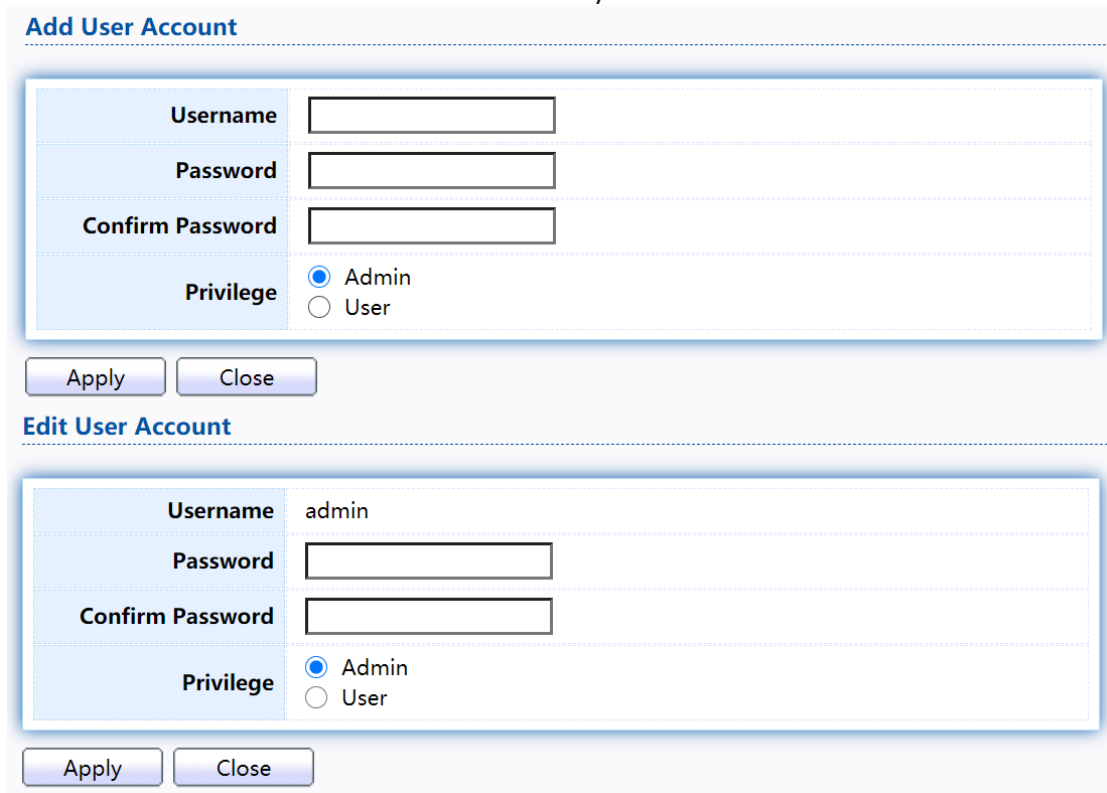 Add User Account
Username
Password
Confirm Password
Privilege
Admin
User
Apply Close
Edit User Account
Username admin
Password
Confirm Password
Privilege
Admin
User
Apply Close